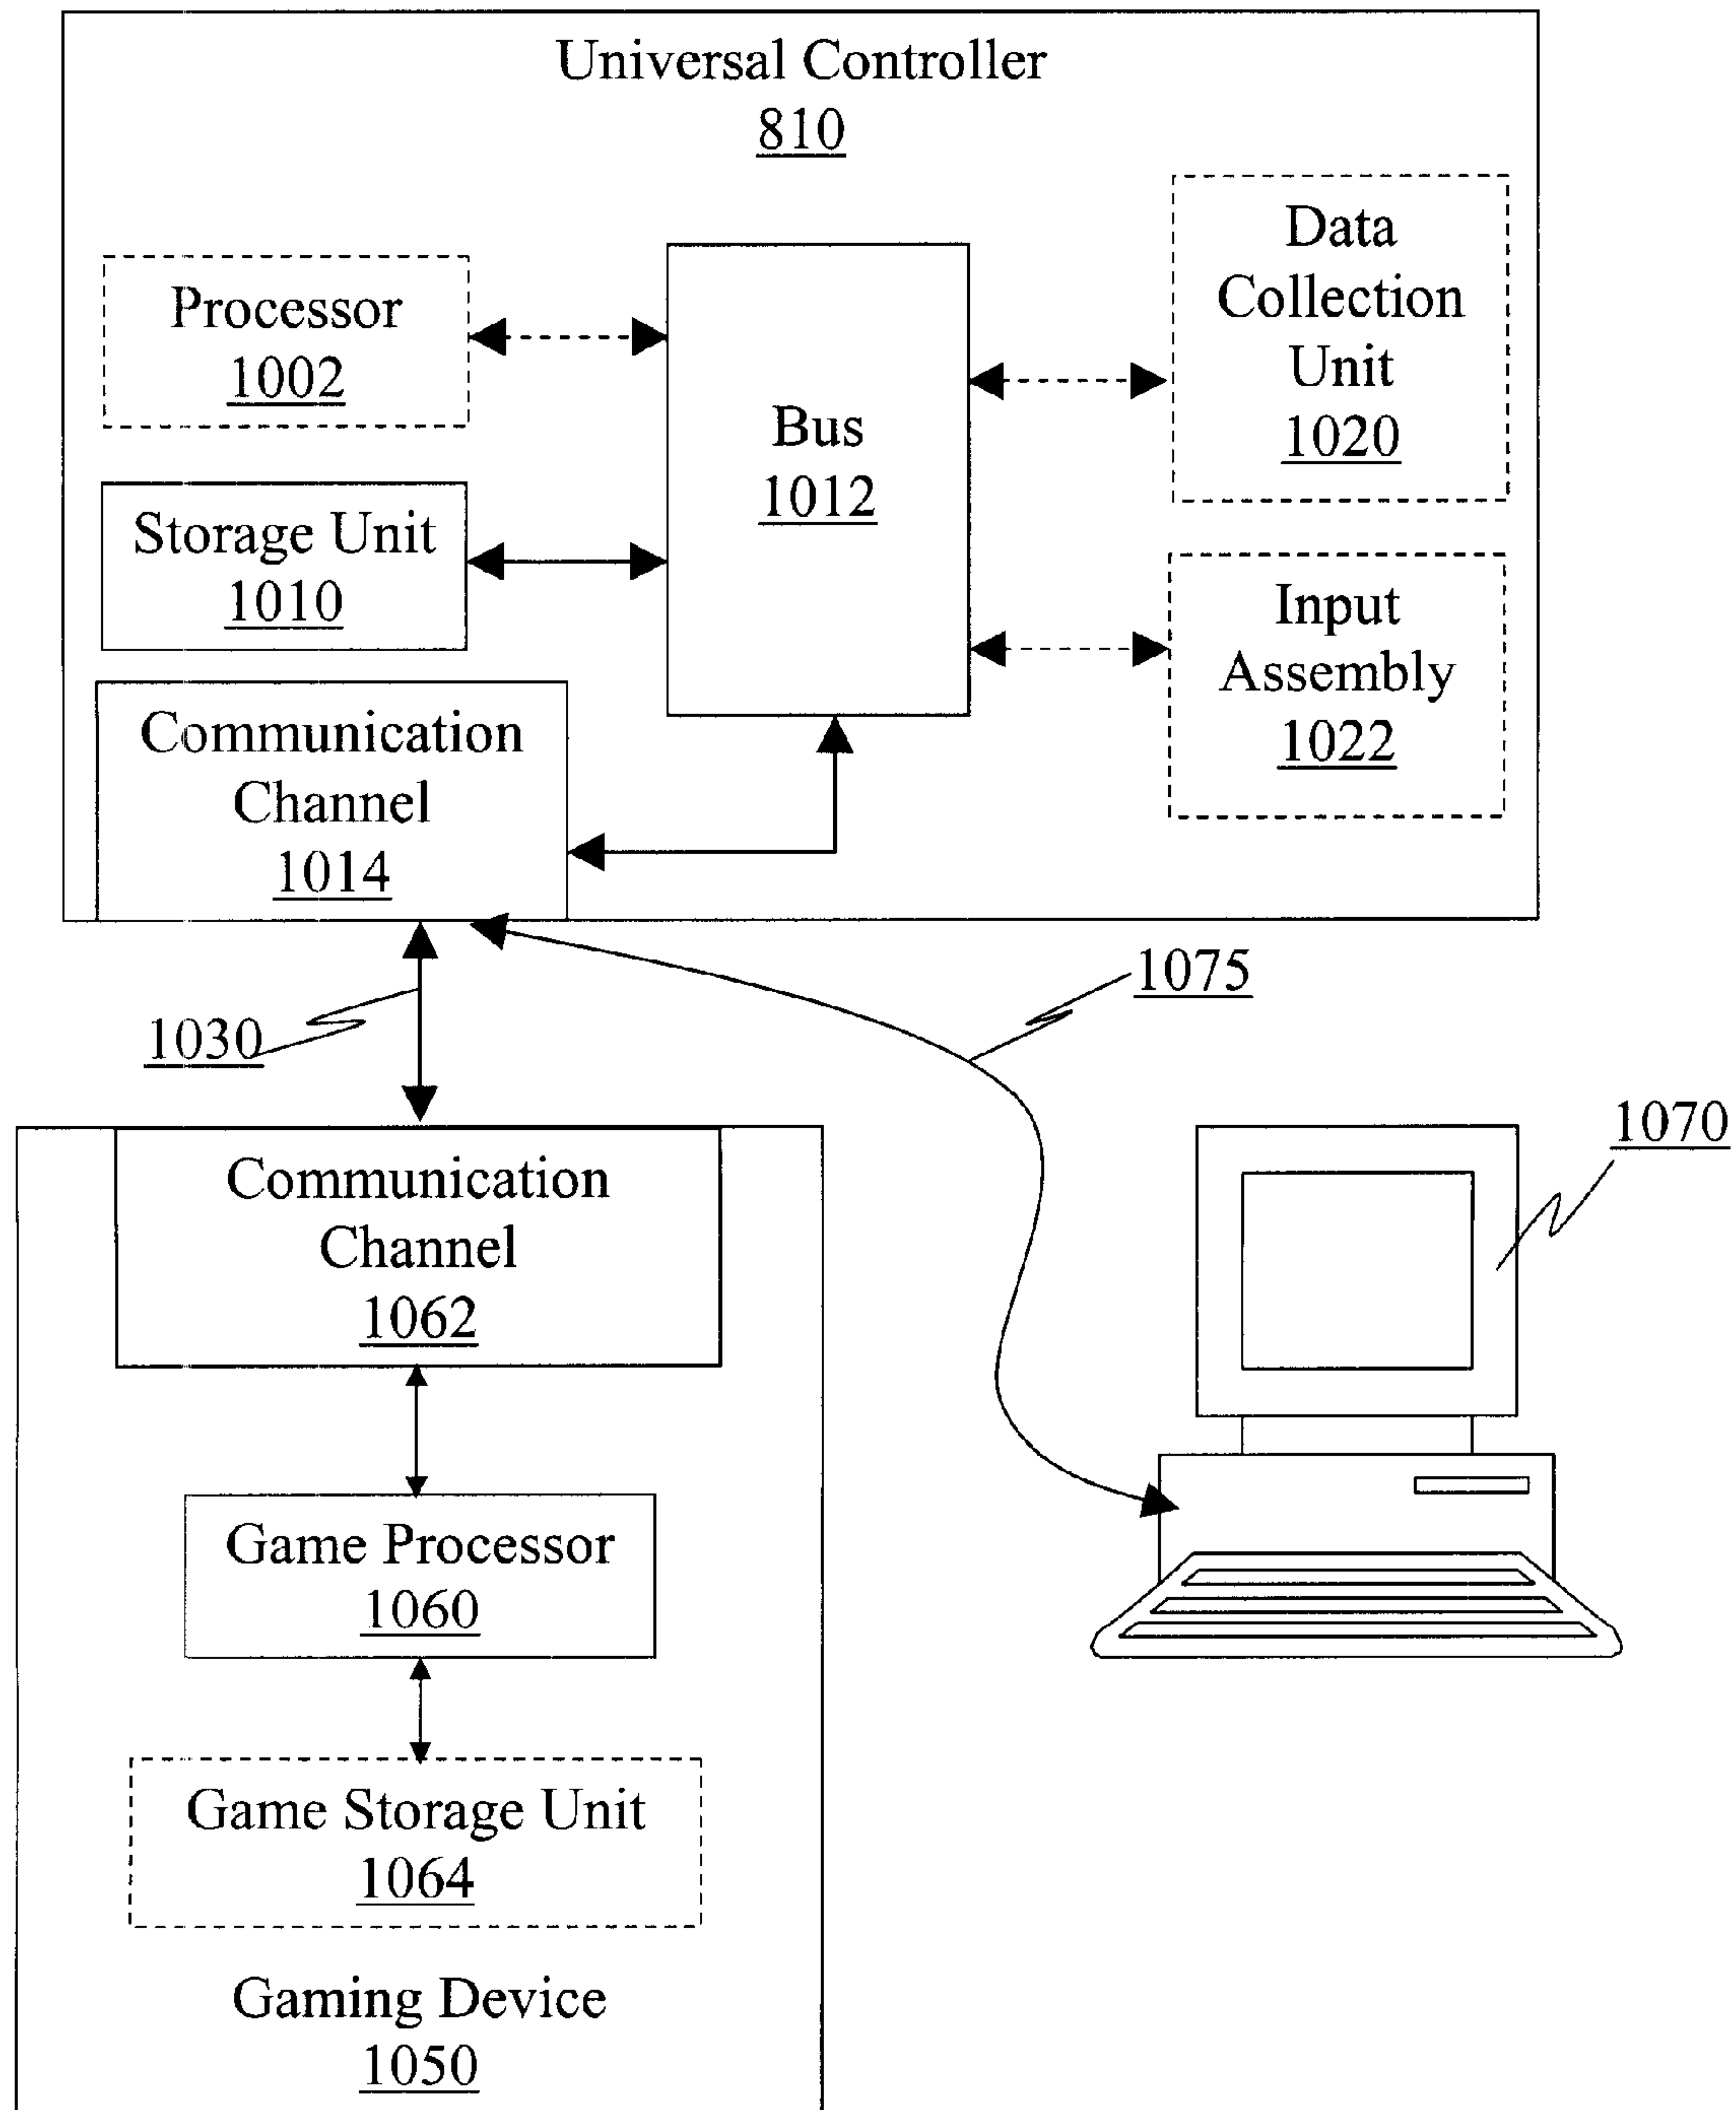 Universal Controller
810
Processor
1002
Storage Unit
1010
Communication
Channel
1014
Bus
1012
Data
Collection
Unit
1020
Input
Assembly
1022
1030
1075
1070
Communication
Channel
1062
Game Processor
1060
Game Storage Unit
1064
Gaming Device
1050